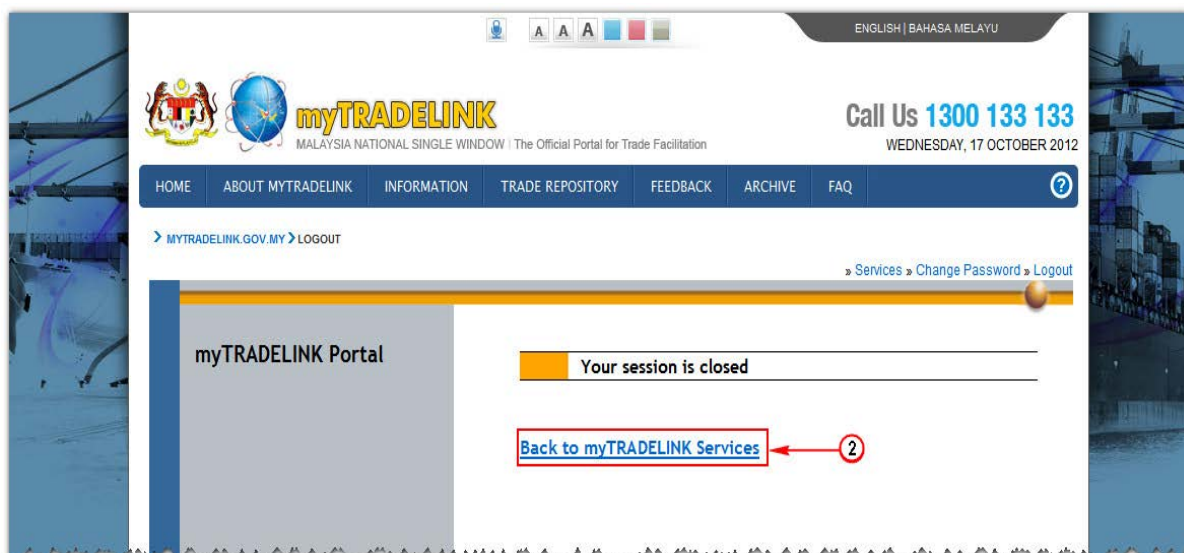 A A A
ENGLISH | BAHASA MELAYU
myTRADELINK
MALAYSIA NATIONAL SINGLE WINDOW | The Official Portal for Trade Facilitation
Call Us 1300 133 133
WEDNESDAY, 17 OCTOBER 2012
HOME ABOUT MYTRADELINK INFORMATION TRADE REPOSITORY FEEDBACK ARCHIVE FAQ ?
> MYTRADELINK.GOV.MY > LOGOUT
» Services » Change Password » Logout
myTRADELINK Portal
Your session is closed
Back to myTRADELINK Services
2